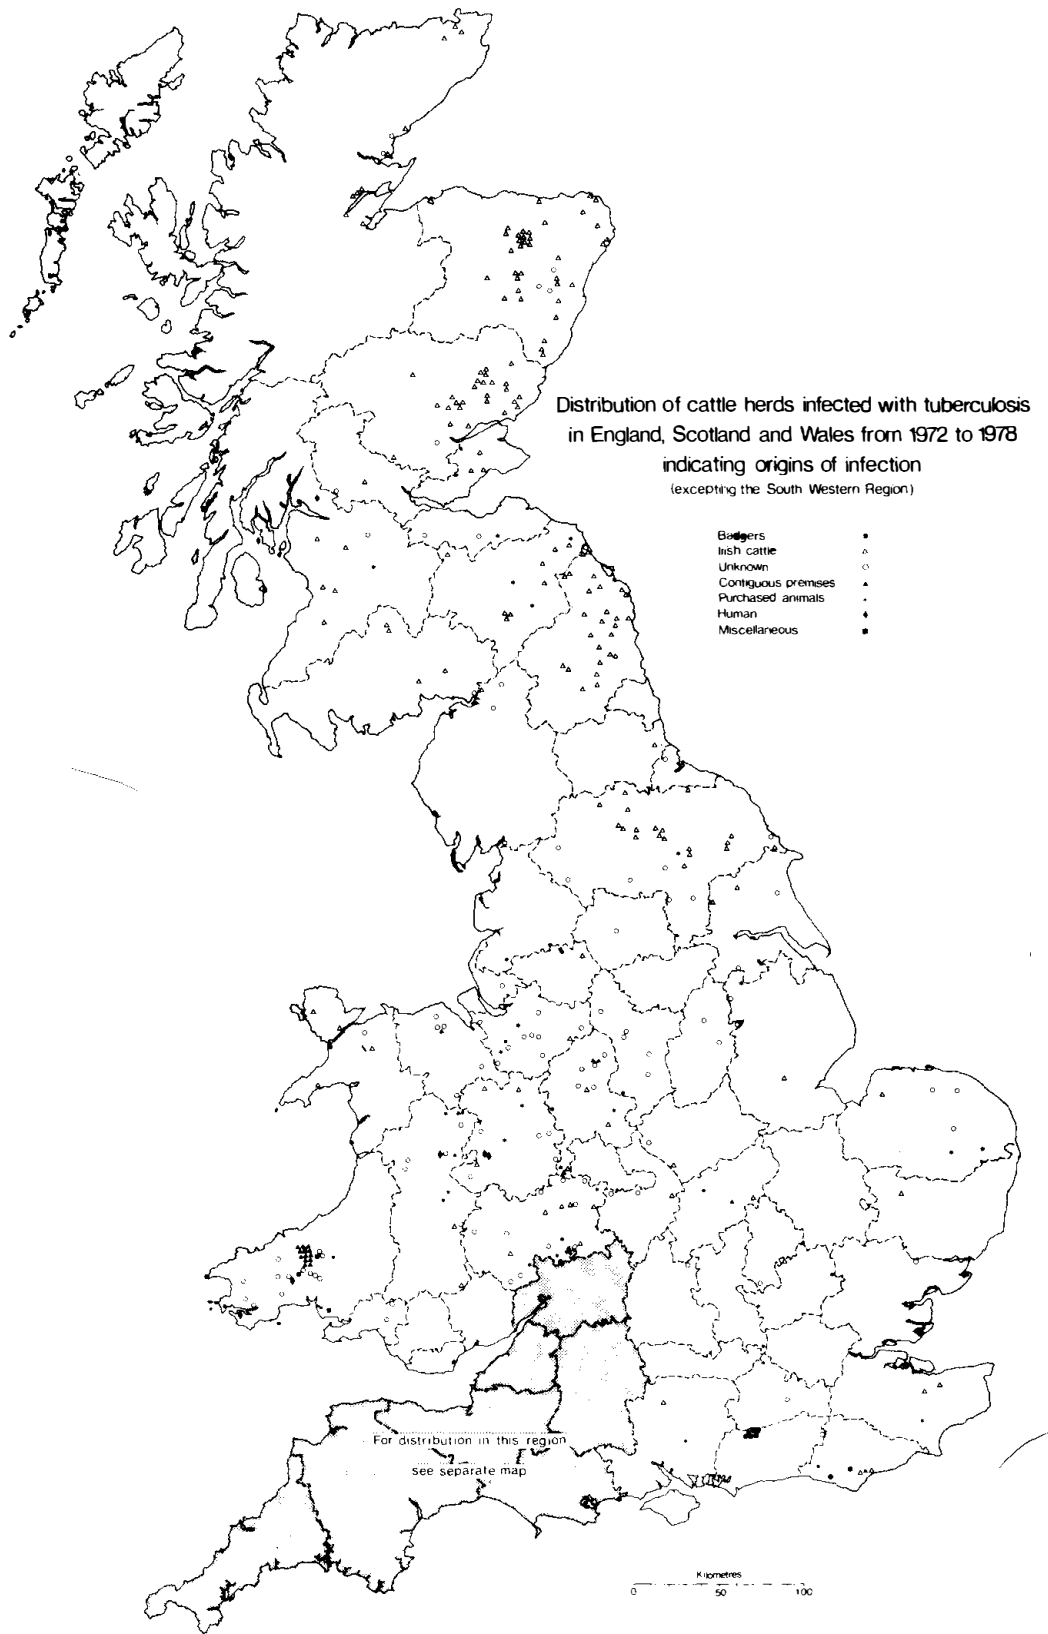 Distribution of cattle herds infected with tuberculosis
in England, Scotland and Wales from 1972 to 1978
indicating origins of infection
(excepting the South Western Region)
Badgers
Irish cattle
Unknown
Contiguous premises
Purchased animals
Human
Miscellaneous
For distribution in this region
see separate map
Kilometres
0 50 100